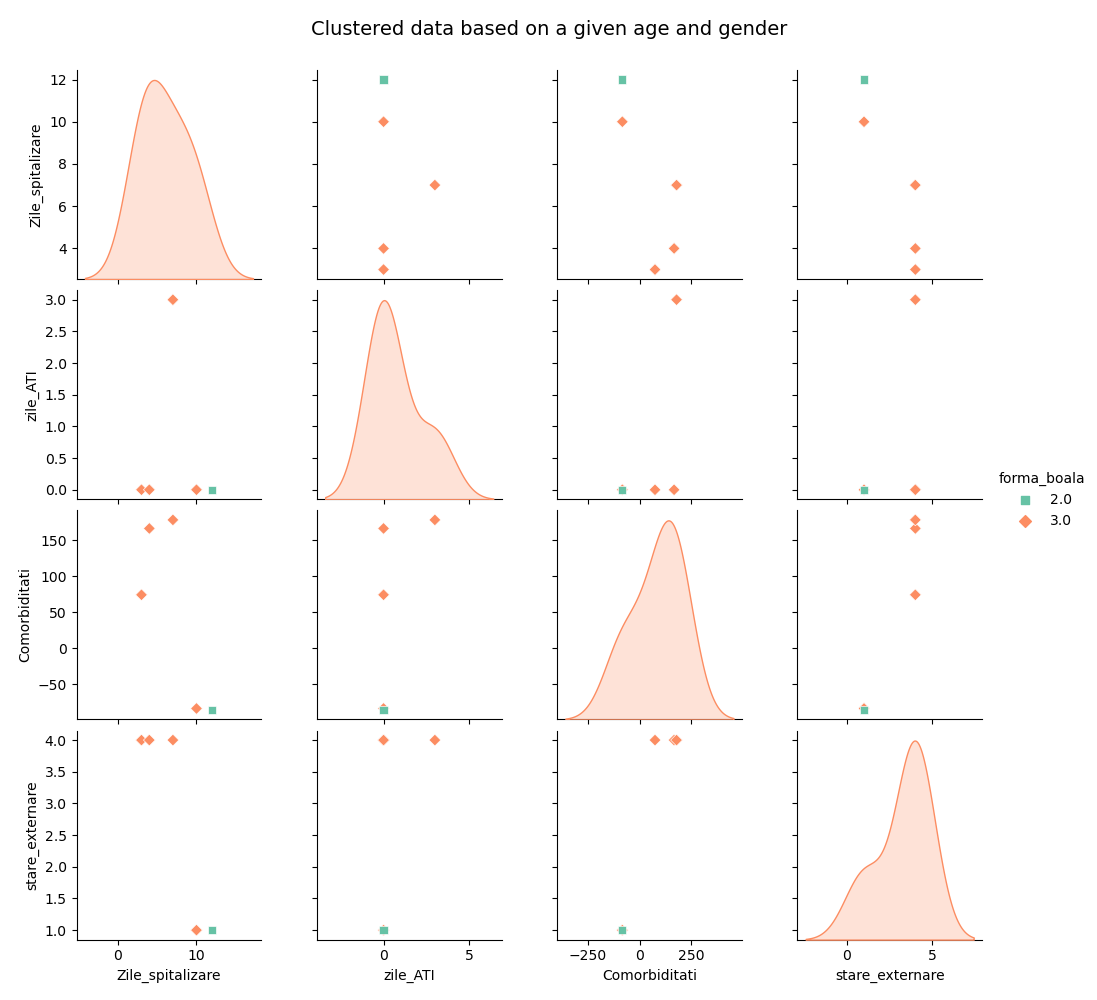 Clustered data based on a given age and gender
12
10
8
6
4
Zile_spitalizare
3.0
2.5
2.0
1.5
1.0
0.5
0.0
zile_ATI
forma_boala
2.0
3.0
150
100
50
0
−50
Comorbiditati
4.0
3.5
3.0
2.5
2.0
1.5
1.0
stare_externare
0 10
0 5
−250 0 250
0 5
Zile_spitalizare
zile_ATI
Comorbiditati
stare_externare